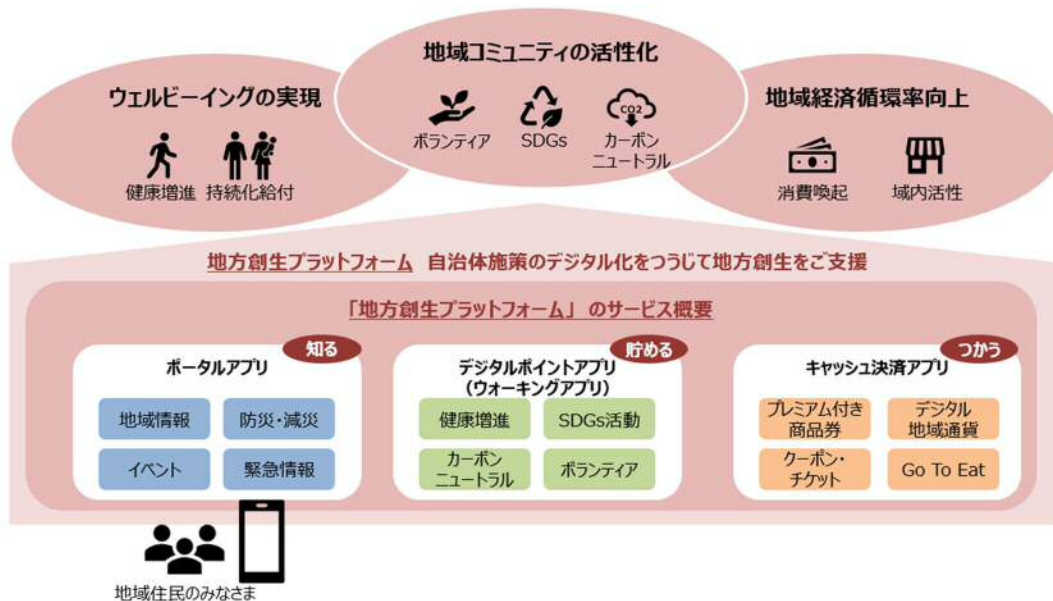 地域コミュニティの活性化
ボランティア
SDGs
CO2
カーボン
ニュートラル
ウェルビーイングの実現
健康増進
持続化給付
地域経済循環率向上
消費喚起
域内活性
地方創生プラットフォーム 自治体施策のデジタル化をつうじて地方創生をご支援
「地方創生プラットフォーム」のサービス概要
知る
ポータルアプリ
地域情報
防災・減災
イベント
緊急情報
貯める
デジタルポイントアプリ
（ウォーキングアプリ）
健康増進
SDGs活動
カーボン
ニュートラル
ボランティア
つかう
キャッシュ決済アプリ
プレミアム付き
商品券
デジタル
地域通貨
クーポン・
チケット
Go To Eat
地域住民のみなさま